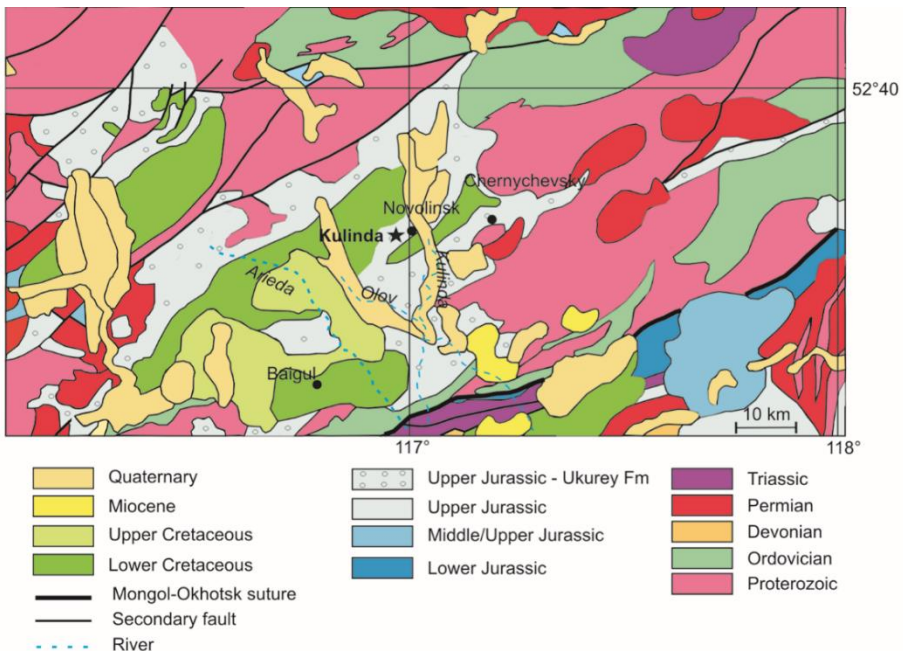 52°40
Chernychevsky
Novolinsk
Kulinda
Kulinda
Arieda
Olov
Baigul
10 km
117°
118°
Quaternary
Miocene
Upper Cretaceous
Lower Cretaceous
Mongol-Okhotsk suture
Secondary fault
River
Upper Jurassic - Ukurey Fm
Upper Jurassic
Middle/Upper Jurassic
Lower Jurassic
Triassic
Permian
Devonian
Ordovician
Proterozoic